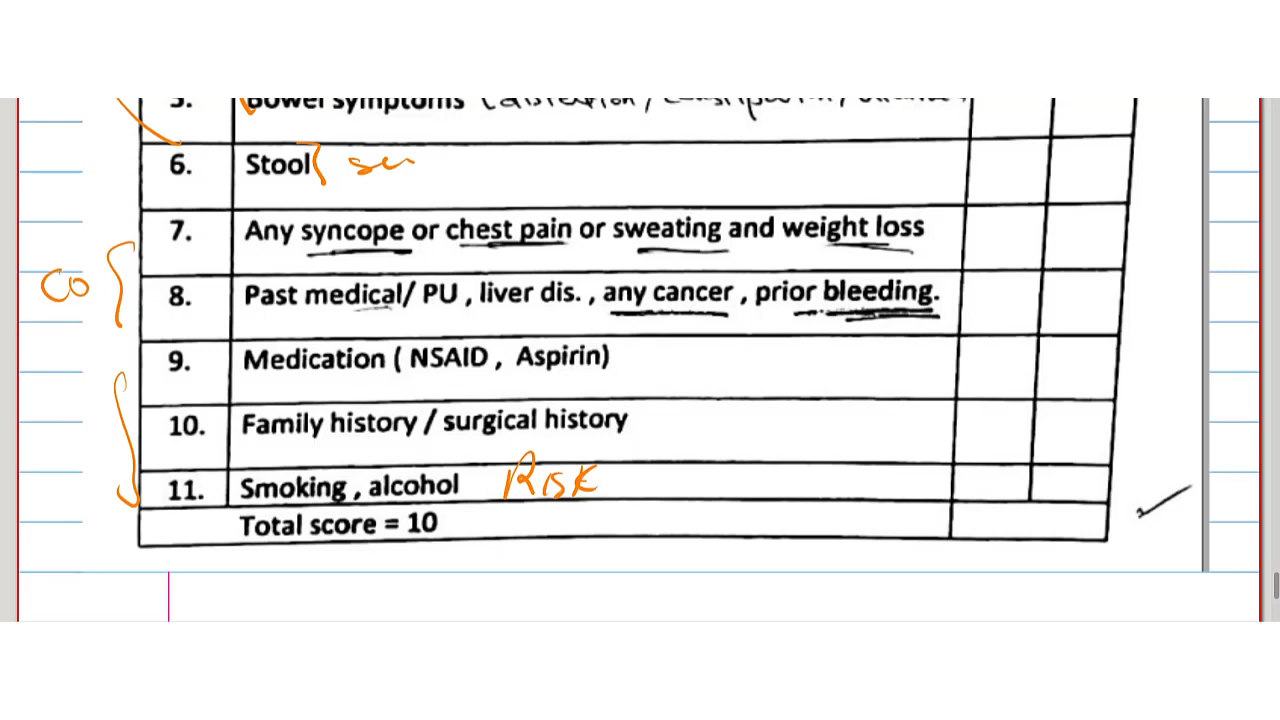 5. Bowel symptoms
6. Stool
7. Any syncope or chest pain or sweating and weight loss
Co
8. Past medical/ PU , liver dis. , any cancer , prior bleeding.
9. Medication ( NSAID , Aspirin)
10. Family history / surgical history
11. Smoking , alcohol Risk
Total score = 10